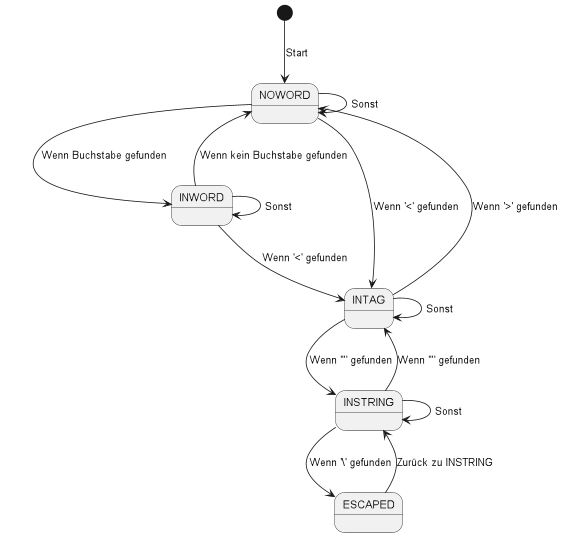 Start
NOWORD
Sonst
Wenn Buchstabe gefunden
Wenn kein Buchstabe gefunden
Wenn '<' gefunden
Wenn '>' gefunden
INWORD
Sonst
Wenn '<' gefunden
INTAG
Sonst
Wenn '"' gefunden
Wenn '"' gefunden
INSTRING
Sonst
Wenn '\' gefunden
Zurück zu INSTRING
ESCAPED